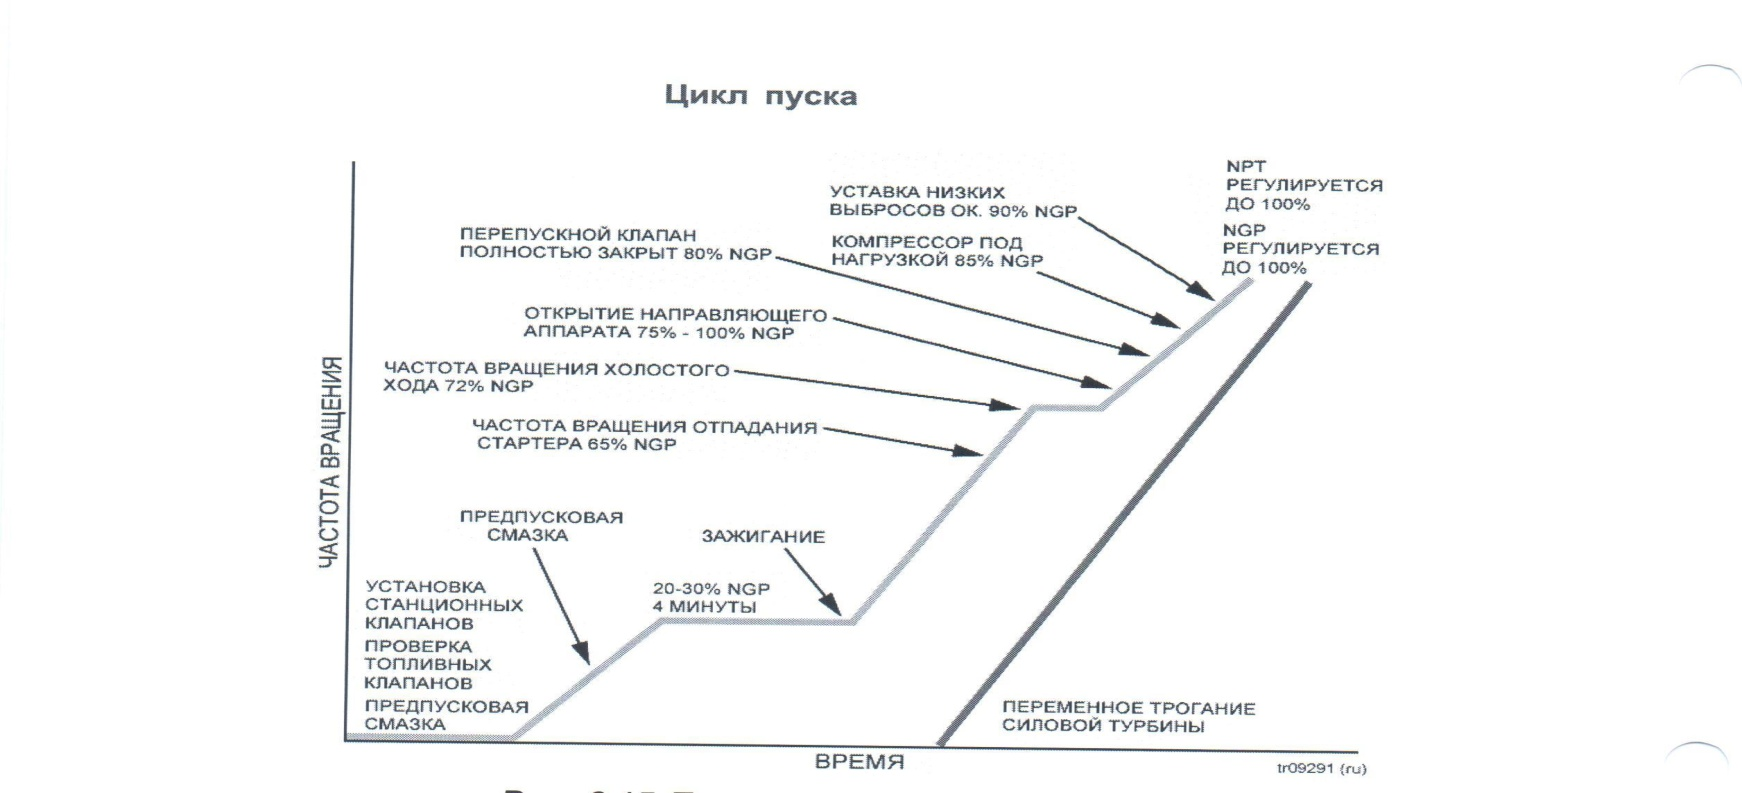 Цикл пуска
NPT
РЕГУЛИРУЕТСЯ
ДО 100%
NGP
РЕГУЛИРУЕТСЯ
ДО 100%
УСТАВКА НИЗКИХ
ВЫБРОСОВ ОК. 90% NGP
КОМПРЕССОР ПОД
НАГРУЗКОЙ 85% NGP
ПЕРЕПУСКНОЙ КЛАПАН
ПОЛНОСТЬЮ ЗАКРЫТ 80% NGP
ОТКРЫТИЕ НАПРАВЛЯЮЩЕГО
АППАРАТА 75% - 100% NGP
ЧАСТОТА ВРАЩЕНИЯ ХОЛОСТОГО
ХОДА 72% NGP
ЧАСТОТА ВРАЩЕНИЯ ОТПАДАНИЯ
СТАРТЕРА 65% NGP
ЧАСТОТА ВРАЩЕНИЯ
ПРЕДПУСКОВАЯ
СМАЗКА
ЗАЖИГАНИЕ
20-30% NGP
4 МИНУТЫ
УСТАНОВКА
СТАНЦИОННЫХ
КЛАПАНОВ
ПРОВЕРКА
ТОПЛИВНЫХ
КЛАПАНОВ
ПРЕДПУСКОВАЯ
СМАЗКА
ПЕРЕМЕННОЕ ТРОГАНИЕ
СИЛОВОЙ ТУРБИНЫ
ВРЕМЯ
tr09291 (ru)